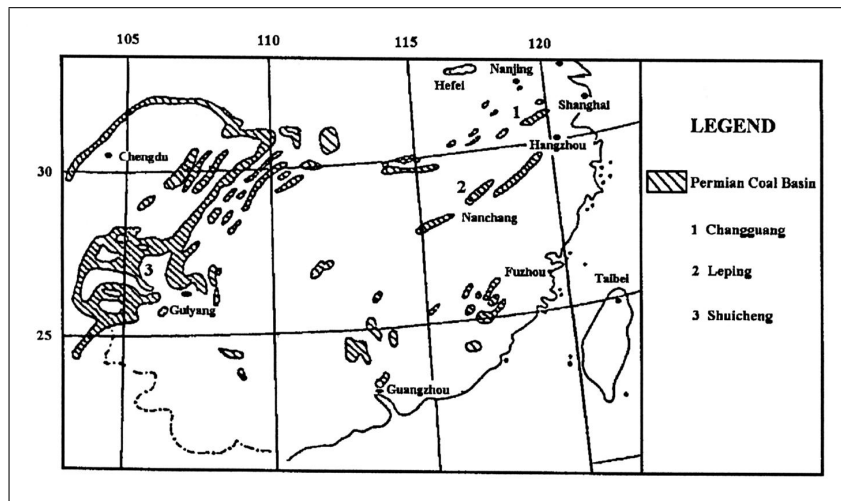 105 110 115 120
Nanjing
Hefei
1
Shanghai
Hangzhou
Chengdu
30
2
Nanchang
3
Fuzhou
Taibei
Guiyang
25
Guangzhou
LEGEND
Permian Coal Basin
1 Changguang
2 Leping
3 Shuicheng